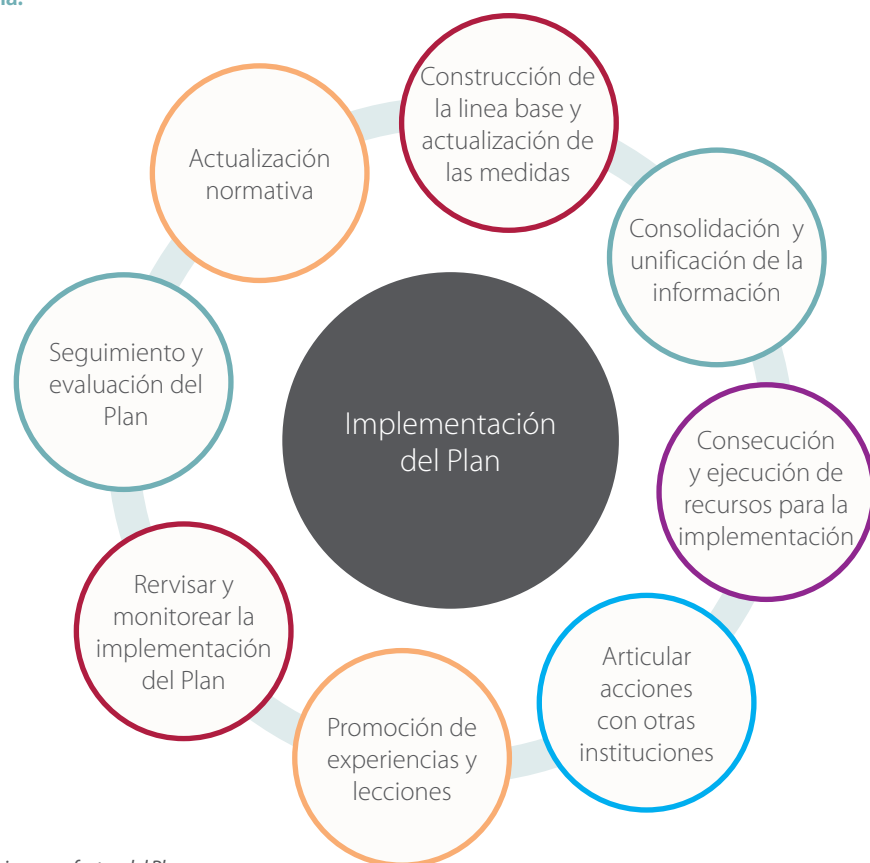 Construcción de
la linea base y
actualización de
las medidas
Consolidación y
unificación de la
información
Consecución
y ejecución de
recursos para la
implementación
Articular
acciones
con otras
instituciones
Promoción de
experiencias y
lecciones
Rervisar y
monitorear la
implementación
del Plan
Seguimiento y
evaluación del
Plan
Actualización
normativa
Implementación
del Plan